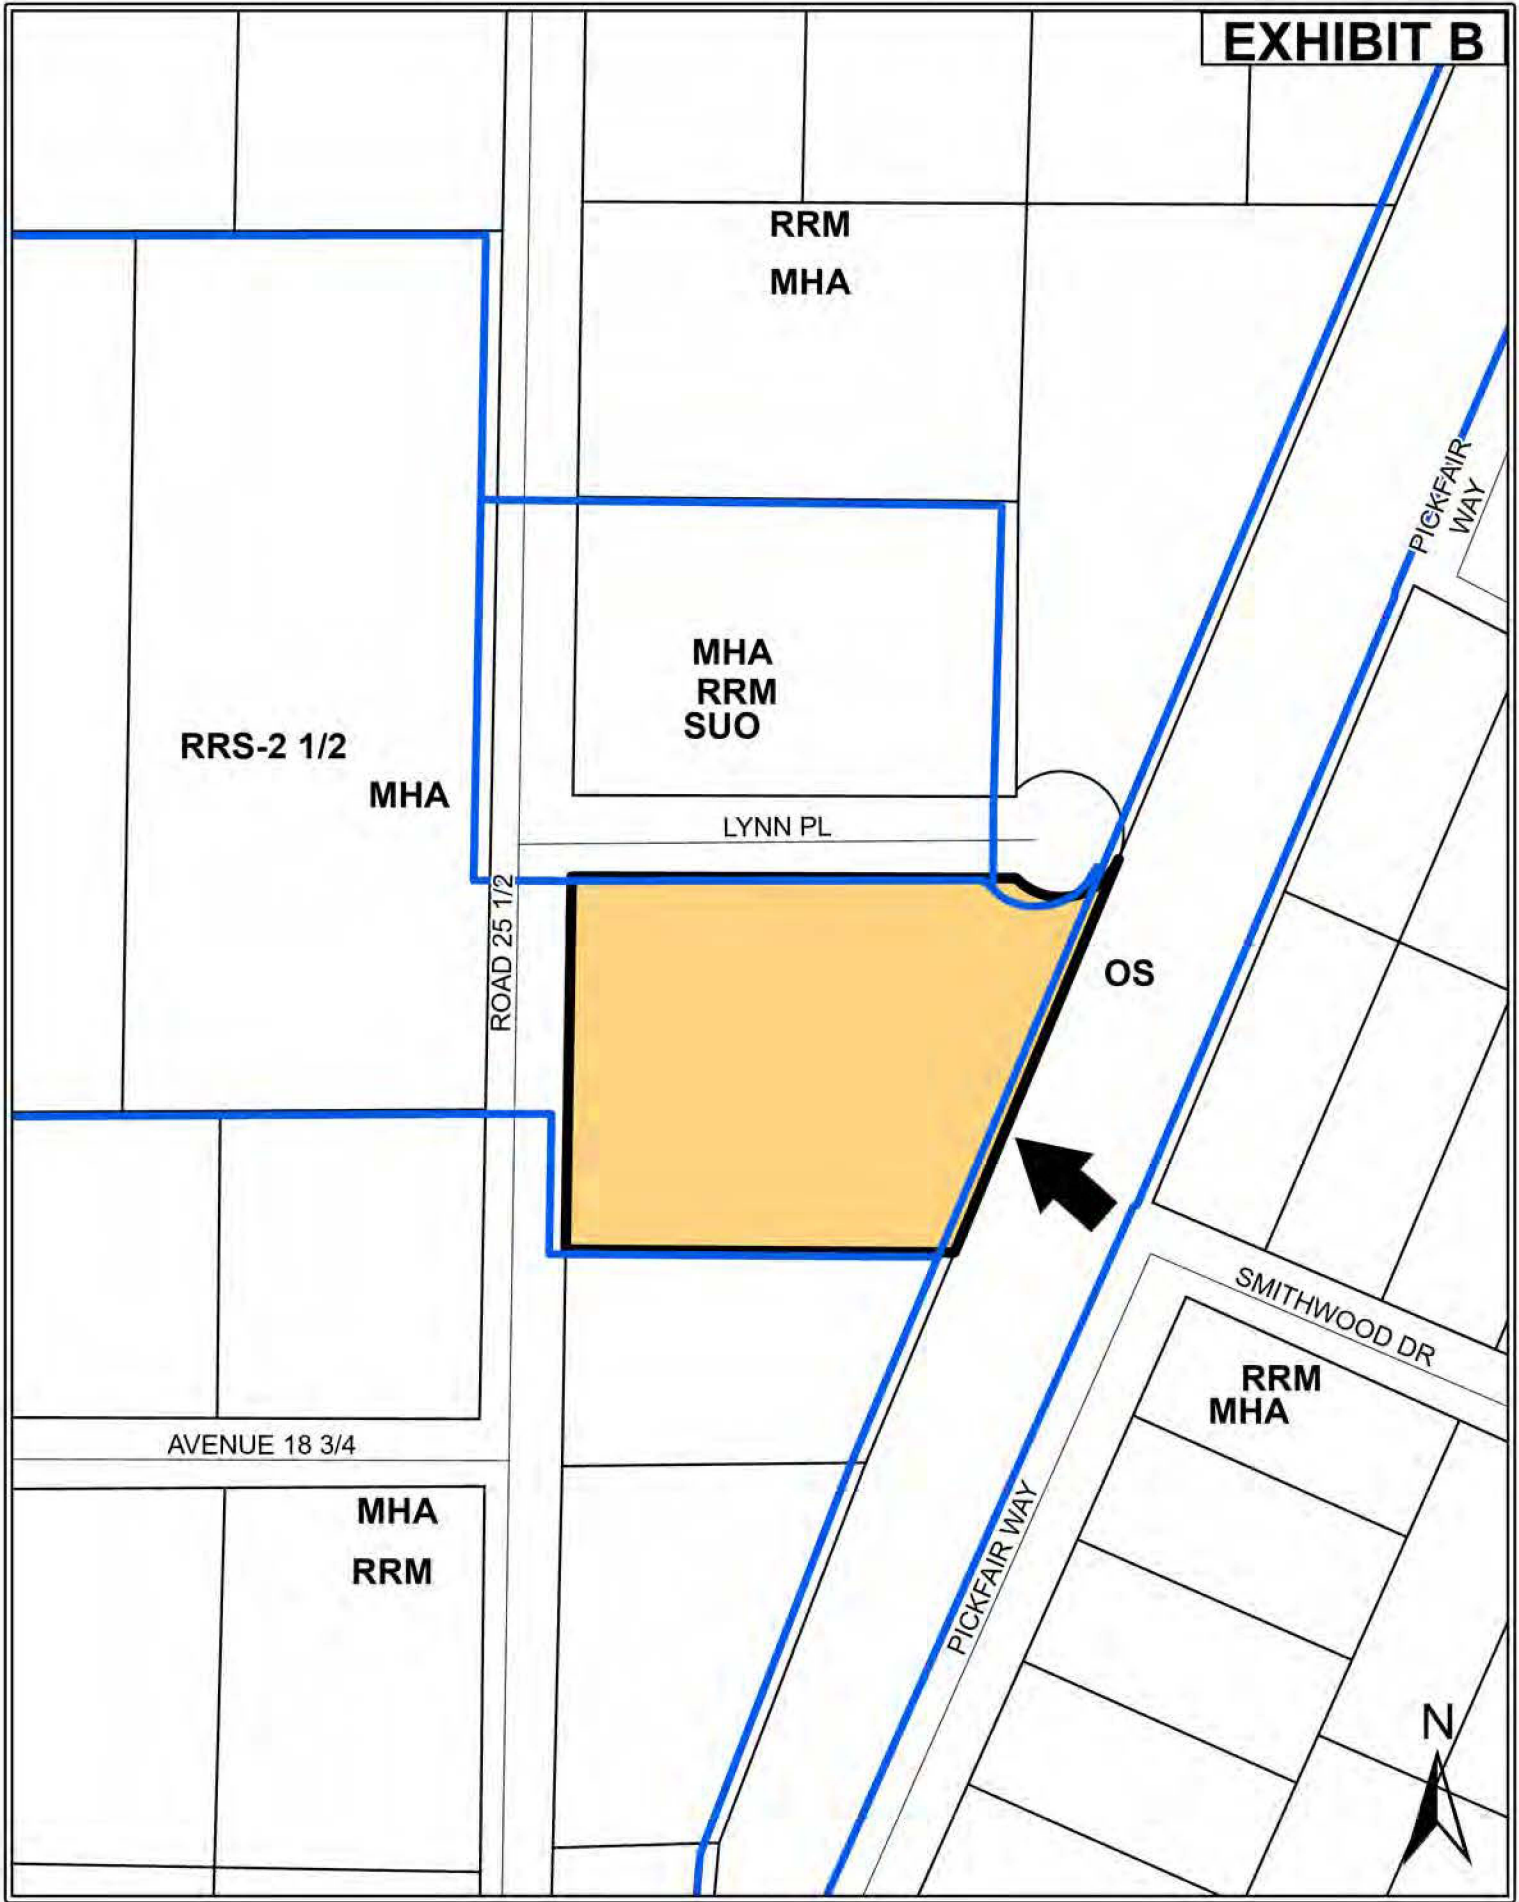 EXHIBIT B
RRM
MHA
PICKFAIR
WAY
MHA
RRM
SUO
RRS-2 1/2
MHA
LYNN PL
ROAD 25 1/2
OS
SMITHWOOD DR
RRM
MHA
AVENUE 18 3/4
MHA
RRM
PICKFAIR WAY
N